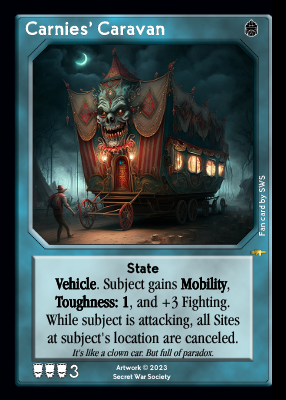 Carnies' Caravan
Fan card by SWS
State
Vehicle. Subject gains Mobility,
Toughness: 1, and +3 Fighting.
While subject is attacking, all Sites
at subject's location are canceled.
It's like a clown car. But full of paradox.
3
Artwork © 2023
Secret War Society